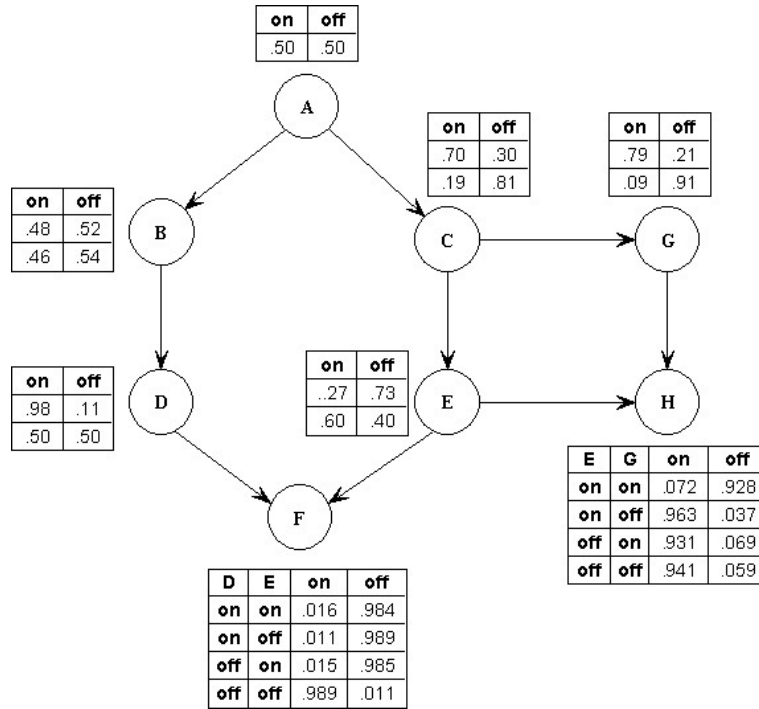 on off
.50 .50
A
on off
.70 .30
.19 .81
on off
.79 .21
.09 .91
on off
.48 .52
.46 .54
B
C
G
on off
.98 .11
.50 .50
D
on off
..27 .73
.60 .40
E
H
E G on off
on on .072 .928
on off .963 .037
off on .931 .069
off off .941 .059
F
D E on off
on on .016 .984
on off .011 .989
off on .015 .985
off off .989 .011